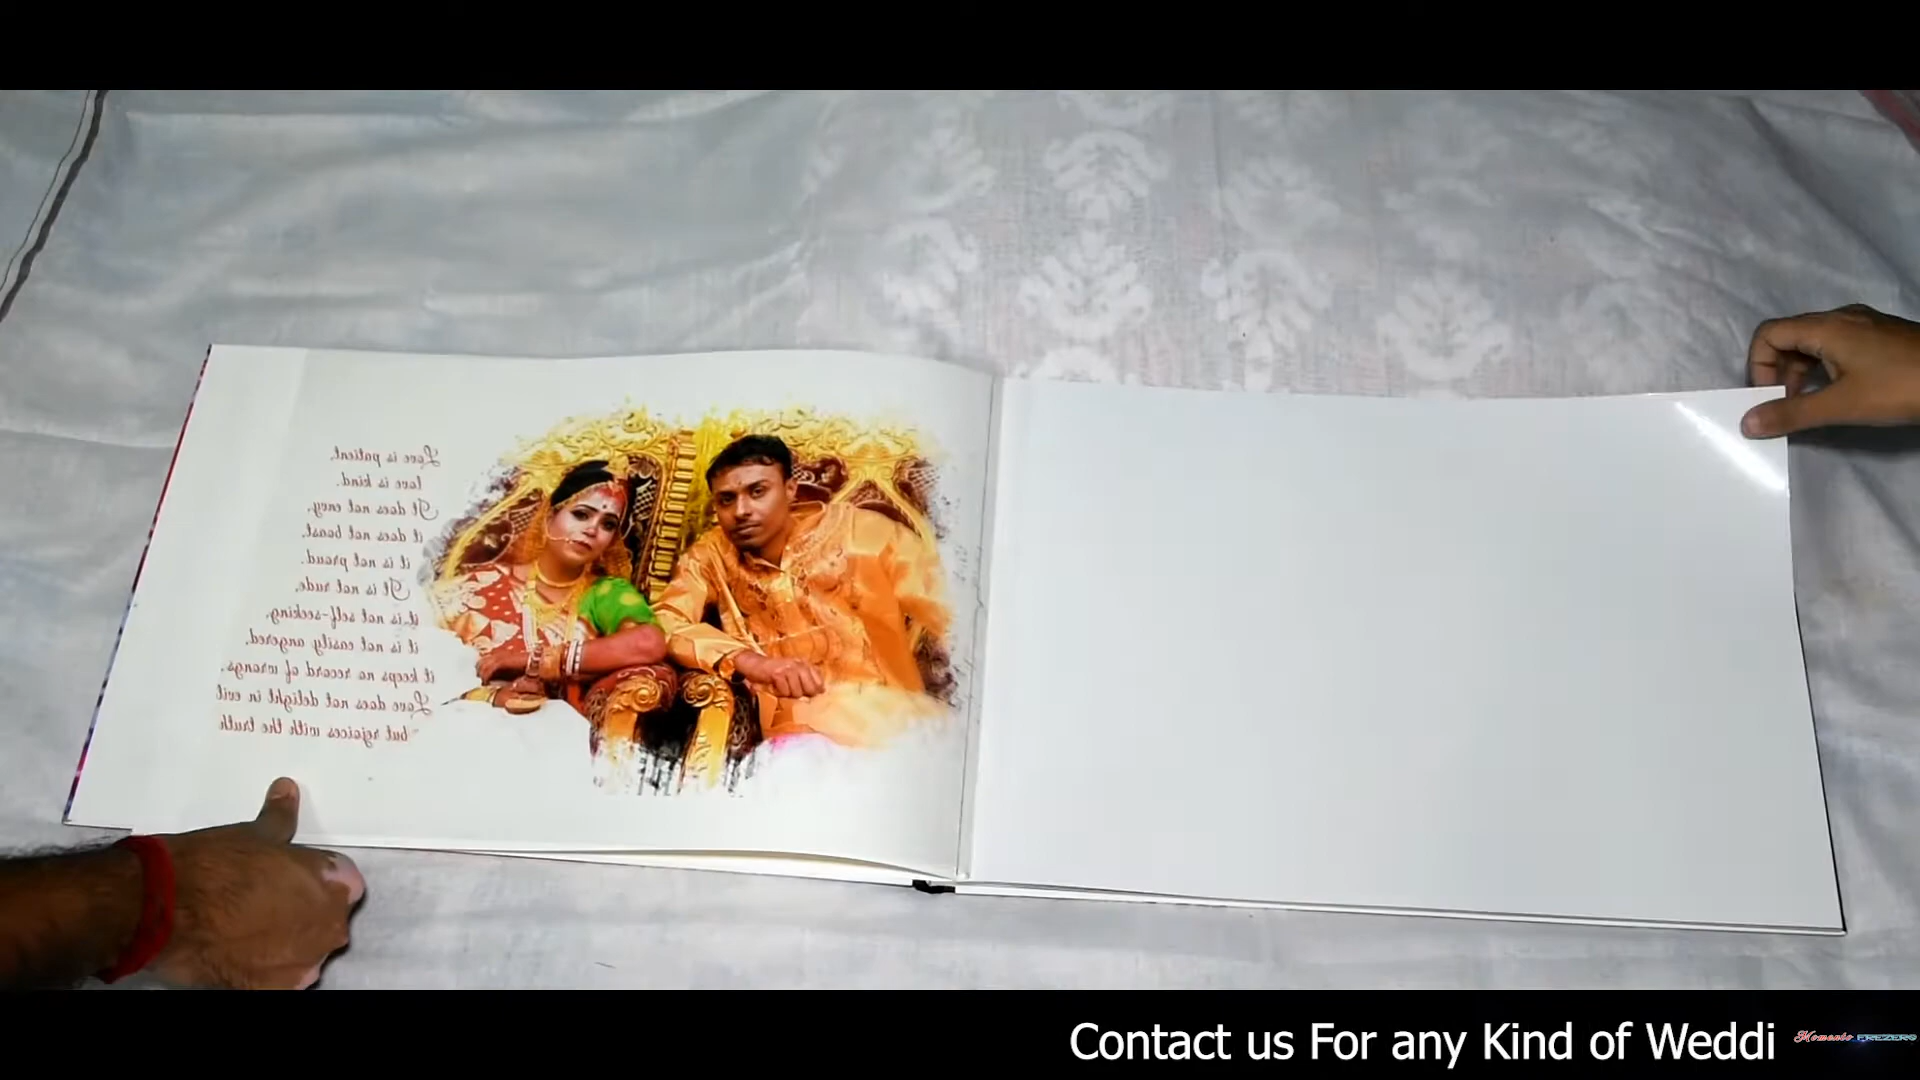 Love is patient.
love is kind.
It does not envy,
it does not boast.
it is not proud.
It is not rude,
it is not self-seeking,
it is not easily angered,
it keeps no record of wrongs.
Love does not delight in evil
but rejoices with the truth
Contact us For any Kind of Weddi
Momento FREZERS